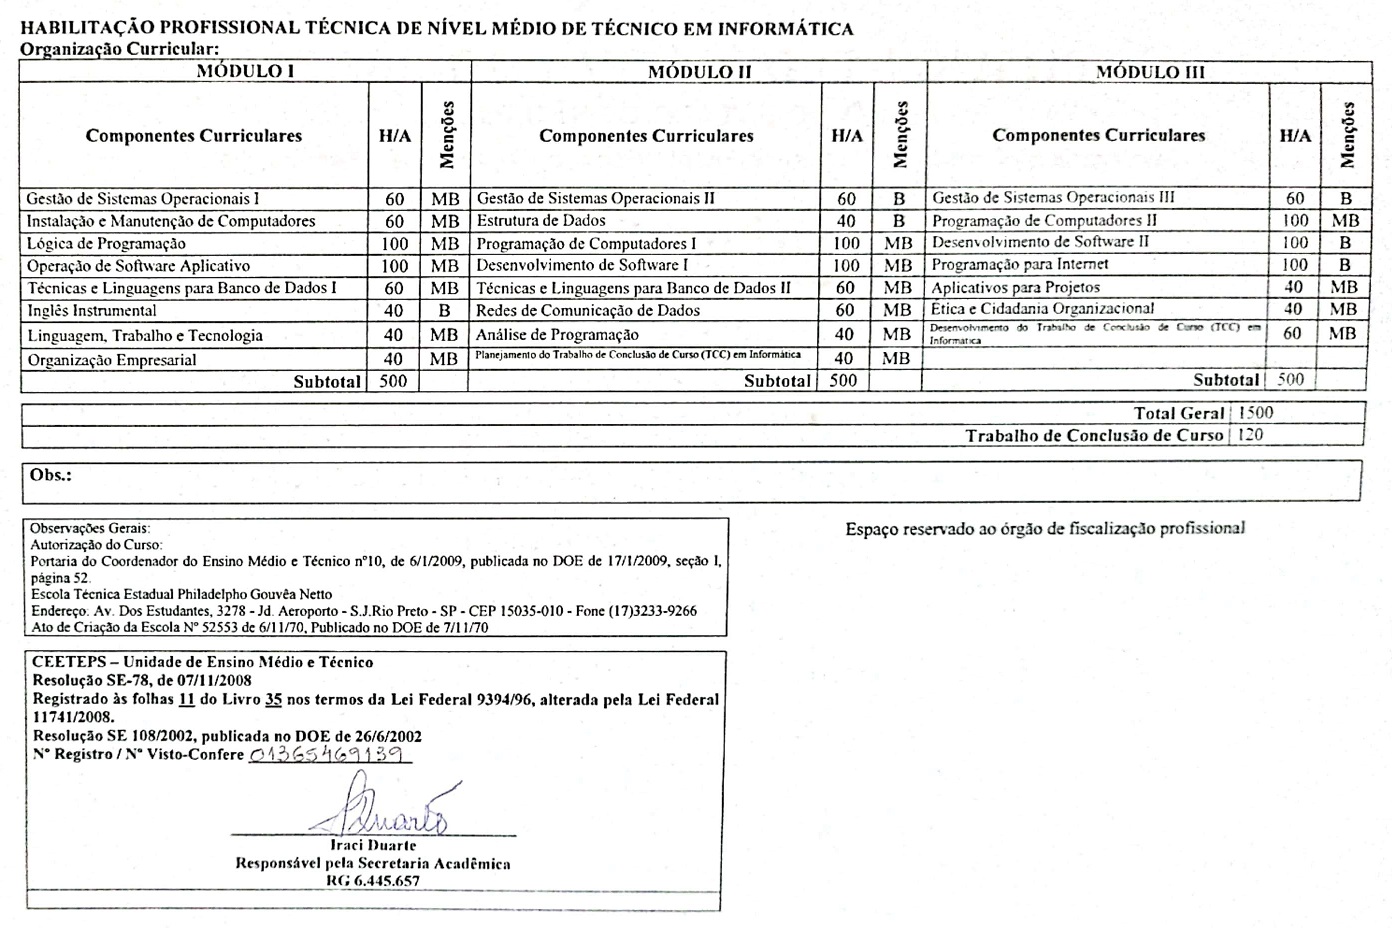 HABILITAÇÃO PROFISSIONAL TÉCNICA DE NÍVEL MÉDIO DE TÉCNICO EM INFORMÁTICA
Organização Curricular:
MÓDULO I MÓDULO II MÓDULO III
Componentes Curriculares H/A Menções Componentes Curriculares H/A Menções Componentes Curriculares H/A Menções
Gestão de Sistemas Operacionais I 60 MB Gestão de Sistemas Operacionais II 60 B Gestão de Sistemas Operacionais III 60 B
Instalação e Manutenção de Computadores 60 MB Estrutura de Dados 40 B Programação de Computadores II 100 MB
Lógica de Programação 100 MB Programação de Computadores I 100 MB Desenvolvimento de Software II 100 B
Operação de Software Aplicativo 100 MB Desenvolvimento de Software I 100 MB Programação para Internet 100 B
Técnicas e Linguagens para Banco de Dados I 60 MB Técnicas e Linguagens para Banco de Dados II 60 MB Aplicativos para Projetos 40 MB
Inglês Instrumental 40 B Redes de Comunicação de Dados 60 MB Ética e Cidadania Organizacional 40 MB
Linguagem, Trabalho e Tecnologia 40 MB Análise de Programação 40 MB Desenvolvimento do Trabalho de Conclusão de Curso (TCC) em Informática 60 MB
Organização Empresarial 40 MB Planejamento do Trabalho de Conclusão de Curso (TCC) em Informática 40 MB
Subtotal 500 Subtotal 500 Subtotal 500
Total Geral 1500
Trabalho de Conclusão de Curso 120
Obs.:
Observações Gerais:
Autorização do Curso:
Portaria do Coordenador do Ensino Médio e Técnico nº10, de 6/1/2009, publicada no DOE de 17/1/2009, seção I,
página 52.
Escola Técnica Estadual Philadelpho Gouvêa Netto
Endereço: Av. Dos Estudantes, 3278 - Jd. Aeroporto - S.J.Rio Preto - SP - CEP 15035-010 - Fone (17)3233-9266
Ato de Criação da Escola Nº 52553 de 6/11/70, Publicado no DOE de 7/11/70
Espaço reservado ao órgão de fiscalização profissional
CEETEPS – Unidade de Ensino Médio e Técnico
Resolução SE-78, de 07/11/2008
Registrado às folhas 11 do Livro 35 nos termos da Lei Federal 9394/96, alterada pela Lei Federal
11741/2008.
Resolução SE 108/2002, publicada no DOE de 26/6/2002
Nº Registro / Nº Visto-Confere 01365469139
Duarte
Iraci Duarte
Responsável pela Secretaria Acadêmica
RG 6.445.657